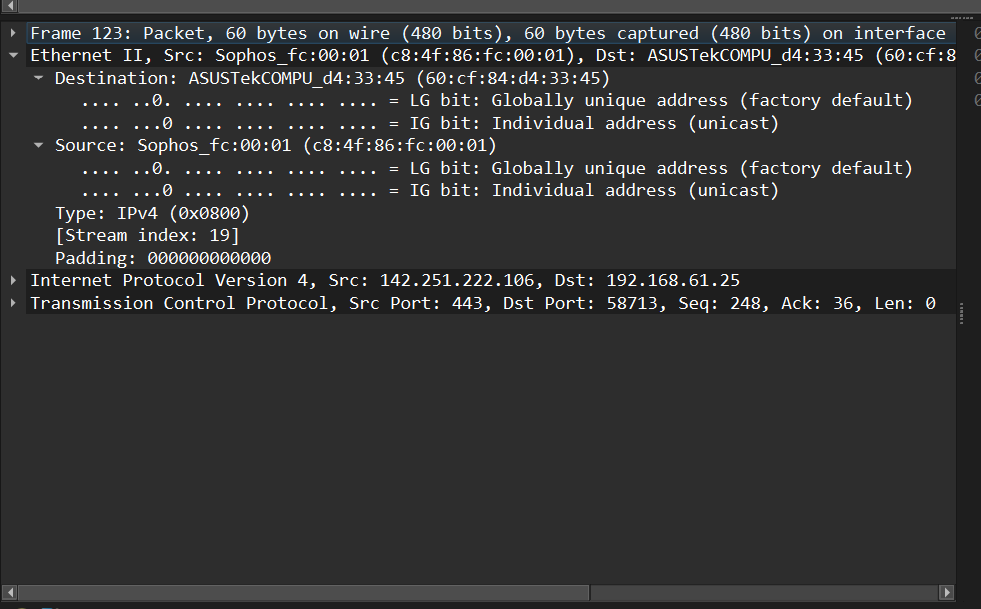 Frame 123: Packet, 60 bytes on wire (480 bits), 60 bytes captured (480 bits) on interface
Ethernet II, Src: Sophos_fc:00:01 (c8:4f:86:fc:00:01), Dst: ASUSTekCOMPU_d4:33:45 (60:cf:8
Destination: ASUSTekCOMPU_d4:33:45 (60:cf:84:d4:33:45)
.... ..0. .... .... .... .... = LG bit: Globally unique address (factory default)
.... ...0 .... .... .... .... = IG bit: Individual address (unicast)
Source: Sophos_fc:00:01 (c8:4f:86:fc:00:01)
.... ..0. .... .... .... .... = LG bit: Globally unique address (factory default)
.... ...0 .... .... .... .... = IG bit: Individual address (unicast)
Type: IPv4 (0x0800)
[Stream index: 19]
Padding: 000000000000
Internet Protocol Version 4, Src: 142.251.222.106, Dst: 192.168.61.25
Transmission Control Protocol, Src Port: 443, Dst Port: 58713, Seq: 248, Ack: 36, Len: 0